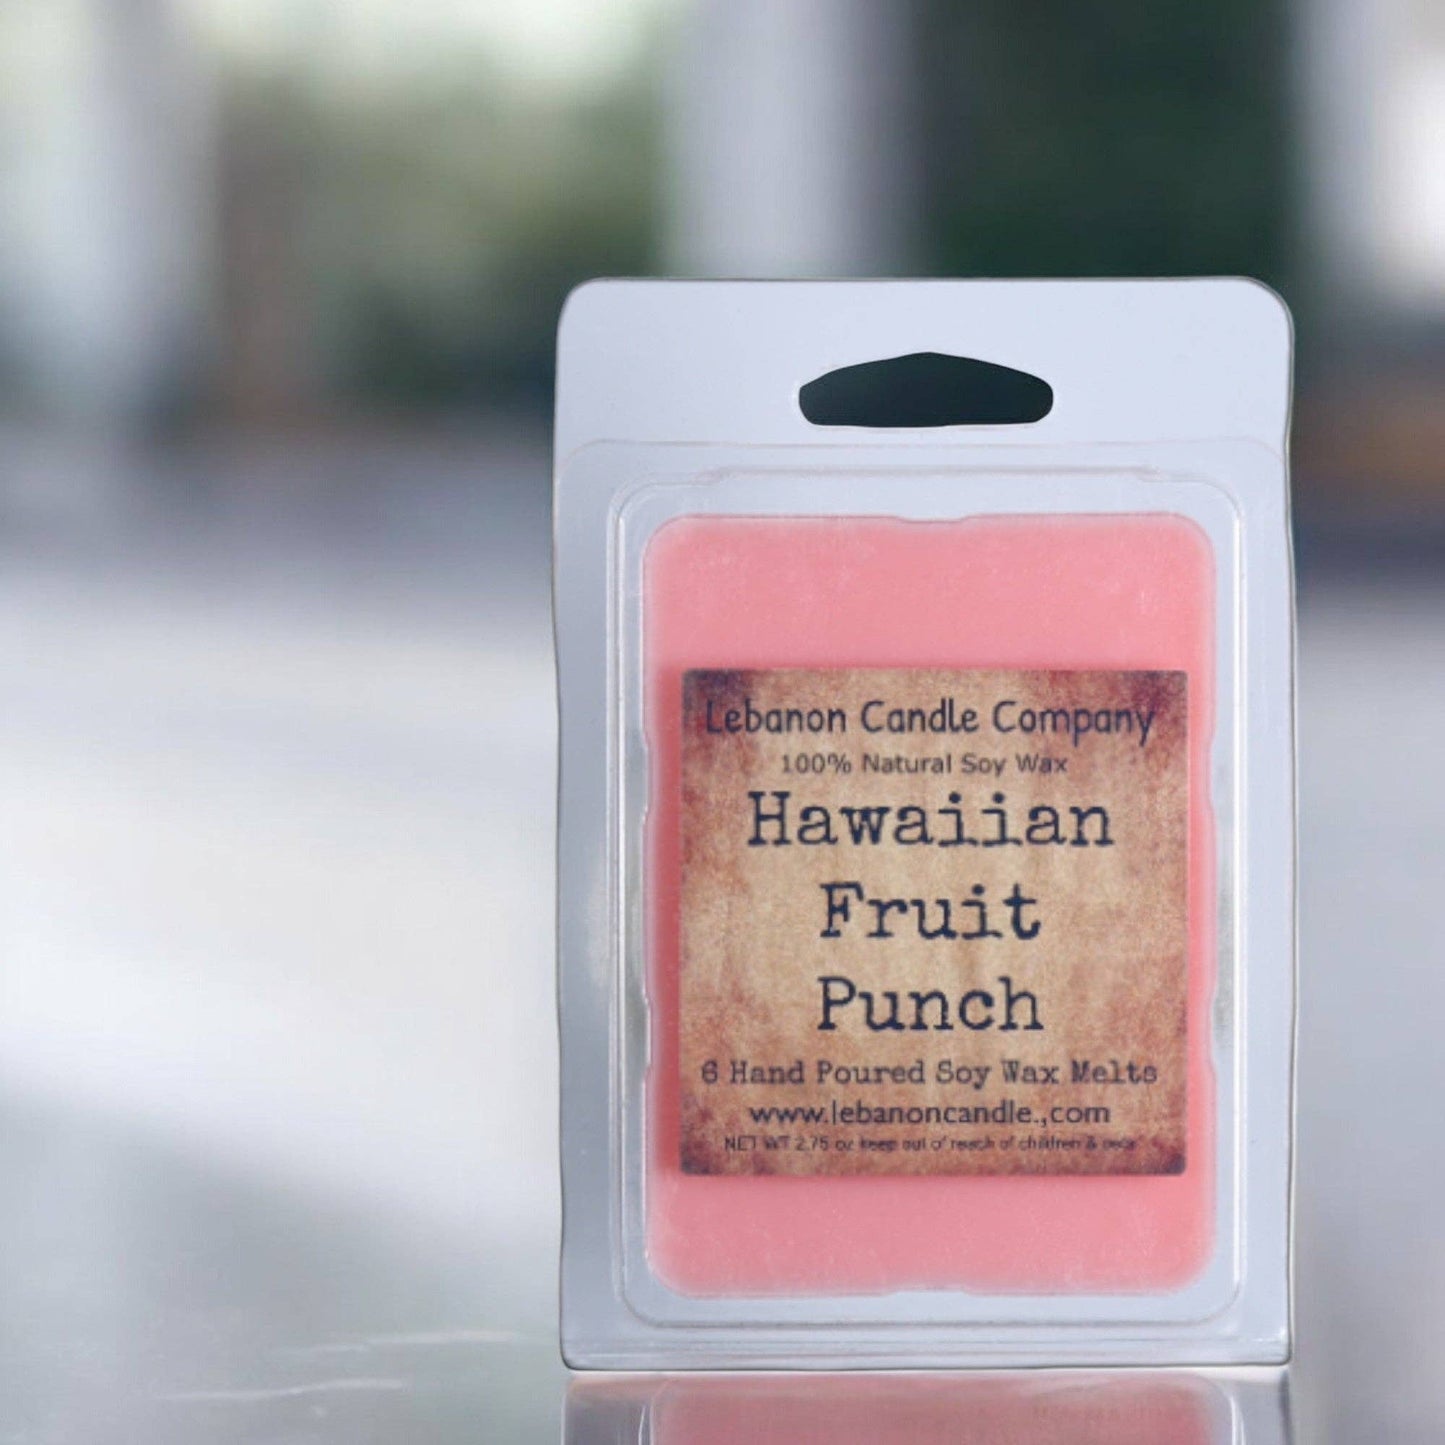 Lebanon Candle Company
100% Natural Soy Wax
Hawaiian
Fruit
Punch
6 Hand Poured Soy Wax Melts
www.lebanoncandle.,com
NET WT 2.75 oz keep out of reach of children &